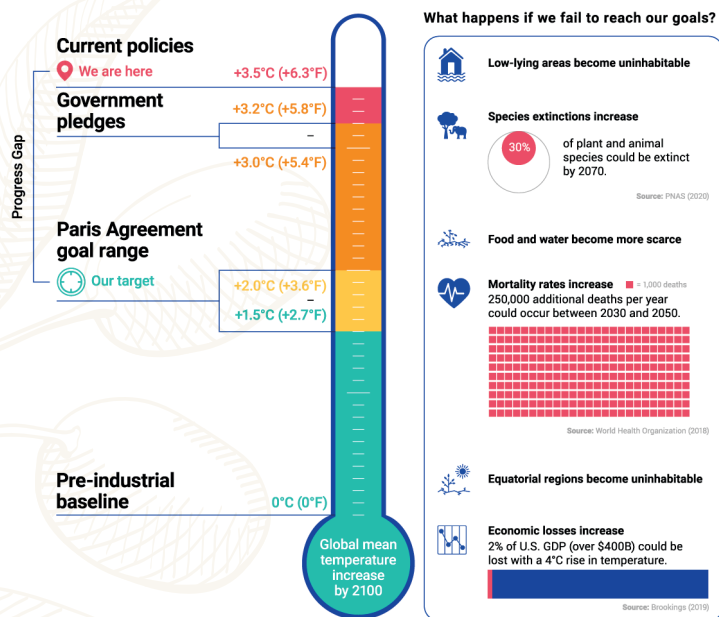 What happens if we fail to reach our goals?
Current policies
We are here
+3.5°C (+6.3°F)
Government
pledges
+3.2°C (+5.8°F)
–
+3.0°C (+5.4°F)
Progress Gap
Paris Agreement
goal range
Our target
+2.0°C (+3.6°F)
–
+1.5°C (+2.7°F)
Pre-industrial
baseline
0°C (0°F)
Global mean
temperature
increase
by 2100
Low-lying areas become uninhabitable
Species extinctions increase
30%
of plant and animal
species could be extinct
by 2070.
Source: PNAS (2020)
Food and water become more scarce
Mortality rates increase
= 1,000 deaths
250,000 additional deaths per year
could occur between 2030 and 2050.
Source: World Health Organization (2018)
Equatorial regions become uninhabitable
Economic losses increase
2% of U.S. GDP (over $400B) could be
lost with a 4°C rise in temperature.
Source: Brookings (2019)